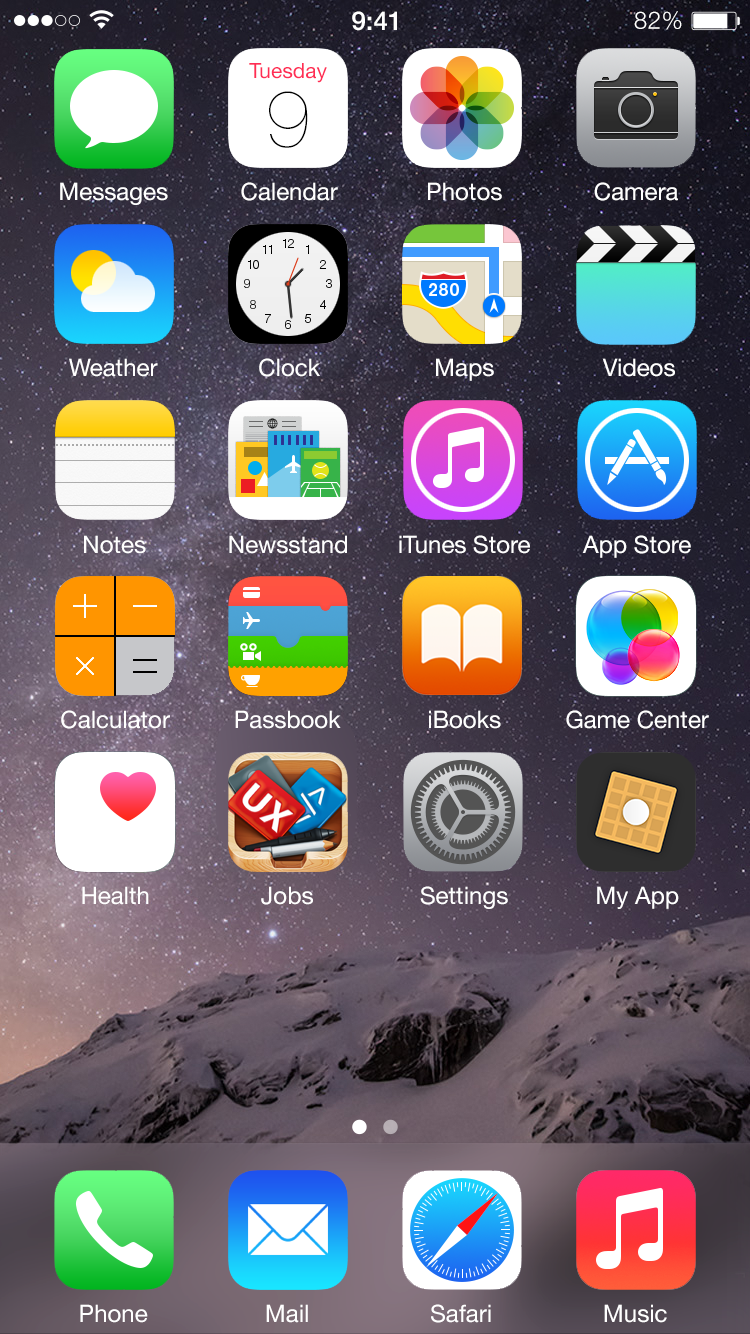 9:41 82%
Tuesday
9
Messages Calendar Photos Camera
12
11 1
10 2
9 3
8 4
7 5
6
280
Weather Clock Maps Videos
Notes Newsstand iTunes Store App Store
Calculator Passbook iBooks Game Center
UX
Health Jobs Settings My App
Phone Mail Safari Music